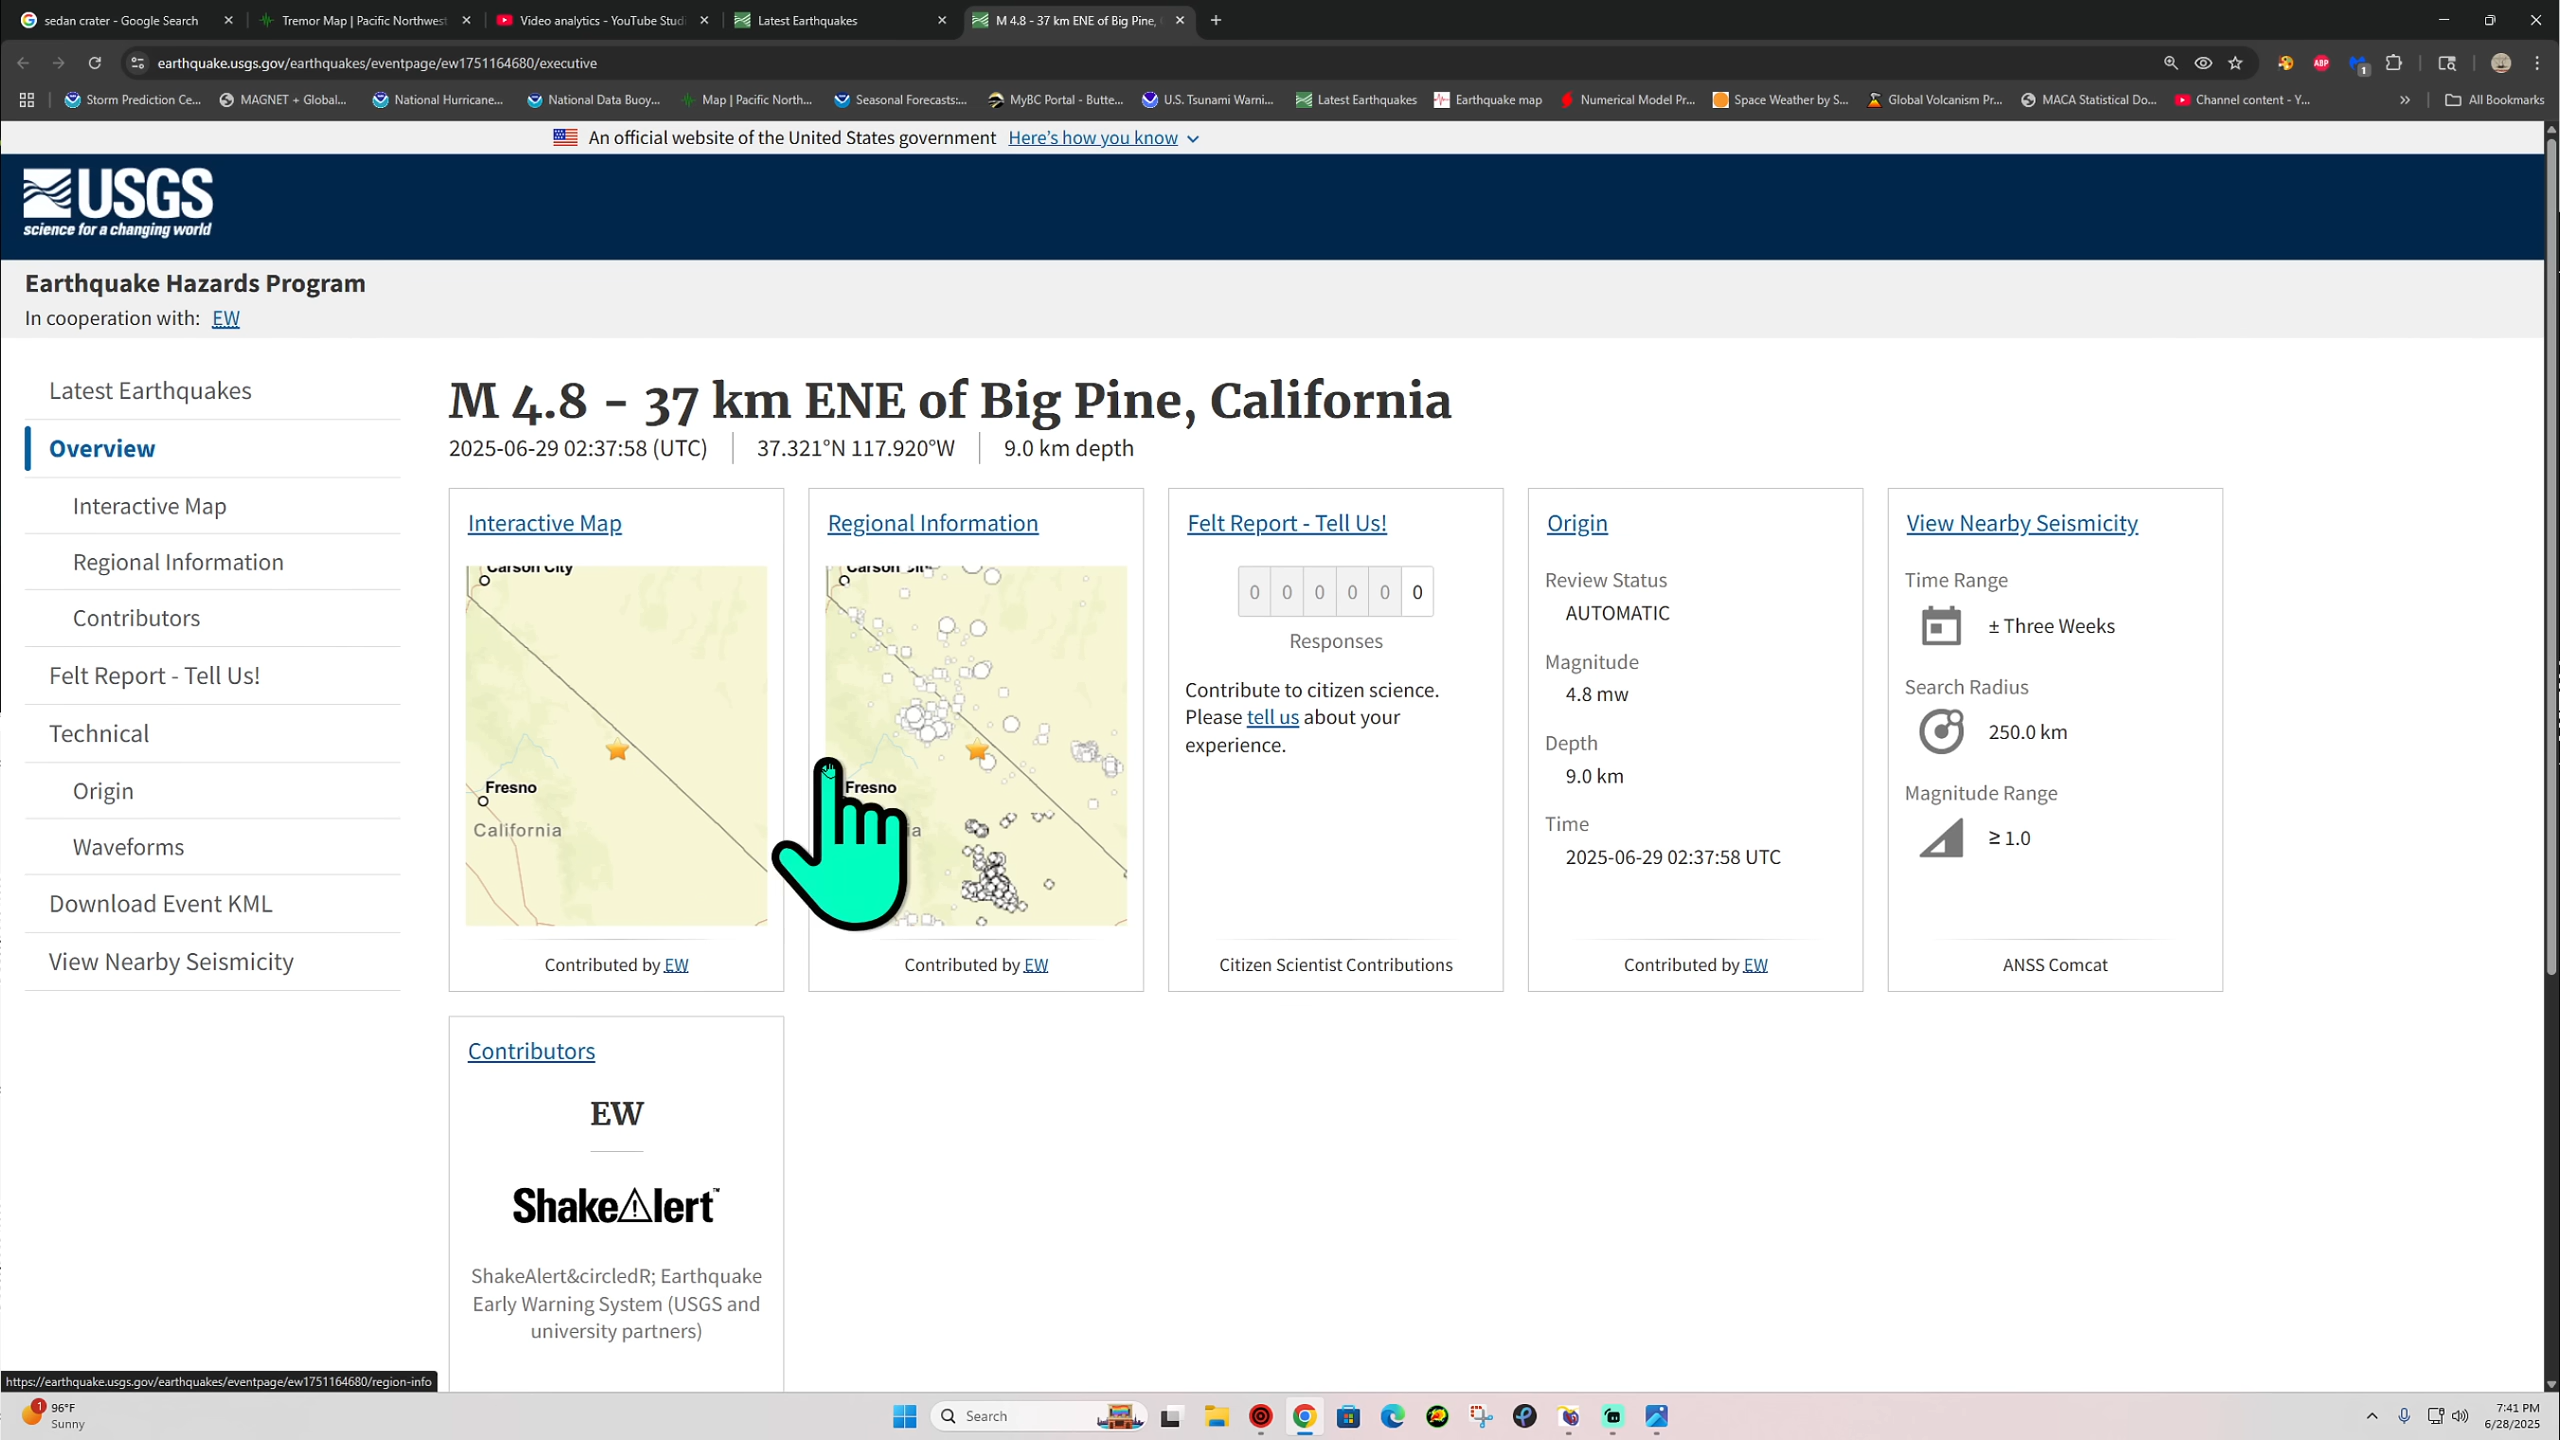 sedan crater - Google Search
Tremor Map | Pacific Northwest
Video analytics - YouTube Studi
Latest Earthquakes
M 4.8 - 37 km ENE of Big Pine,
earthquake.usgs.gov/earthquakes/eventpage/ew1751164680/executive
ABP
1
Storm Prediction Ce...
MAGNET + Global...
National Hurricane...
National Data Buoy...
Map | Pacific North...
Seasonal Forecasts:...
MyBC Portal - Butte...
U.S. Tsunami Warni...
Latest Earthquakes
Earthquake map
Numerical Model Pr...
Space Weather by S...
Global Volcanism Pr...
MACA Statistical Do...
Channel content - Y...
»
All Bookmarks
An official website of the United States government Here's how you know
USGS
science for a changing world
Earthquake Hazards Program
In cooperation with: EW
Latest Earthquakes
Overview
Interactive Map
Regional Information
Contributors
Felt Report - Tell Us!
Technical
Origin
Waveforms
Download Event KML
View Nearby Seismicity
M 4.8 - 37 km ENE of Big Pine, California
2025-06-29 02:37:58 (UTC) 37.321°N 117.920°W 9.0 km depth
Interactive Map
Carson City
Fresno
California
Contributed by EW
Regional Information
Carson City
Fresno
ia
Contributed by EW
Felt Report - Tell Us!
0 0 0 0 0 0
Responses
Contribute to citizen science.
Please tell us about your
experience.
Citizen Scientist Contributions
Origin
Review Status
AUTOMATIC
Magnitude
4.8 mw
Depth
9.0 km
Time
2025-06-29 02:37:58 UTC
Contributed by EW
View Nearby Seismicity
Time Range
± Three Weeks
Search Radius
250.0 km
Magnitude Range
≥ 1.0
ANSS Comcat
Contributors
EW
ShakeAlert™
ShakeAlert&circledR; Earthquake
Early Warning System (USGS and
university partners)
https://earthquake.usgs.gov/earthquakes/eventpage/ew1751164680/region-info
1
96°F
Sunny
Search
7:41 PM
6/28/2025